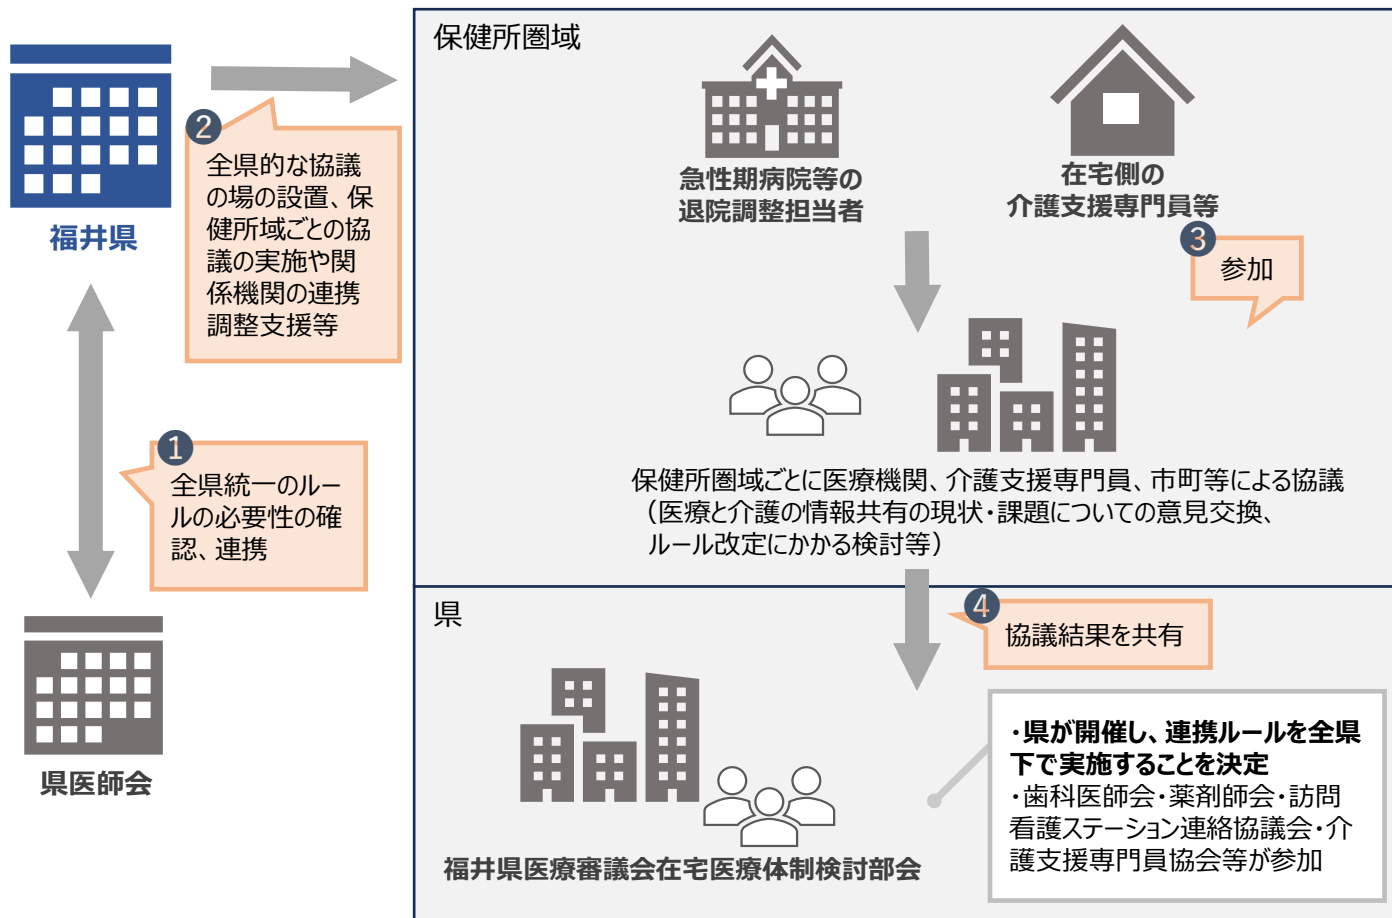 福井県
②
全県的な協議
の場の設置、保
健所域ごとの協
議の実施や関
係機関の連携
調整支援等
①
全県統一のルー
ルの必要性の確
認、連携
県医師会
保健所圏域
急性期病院等の
退院調整担当者
在宅側の
介護支援専門員等
③
参加
保健所圏域ごとに医療機関、介護支援専門員、市町等による協議
（医療と介護の情報共有の現状・課題についての意見交換、
ルール改定にかかる検討等）
県
④
協議結果を共有
福井県医療審議会在宅医療体制検討部会
・県が開催し、連携ルールを全県
下で実施することを決定
・歯科医師会・薬剤師会・訪問
看護ステーション連絡協議会・介
護支援専門員協会等が参加